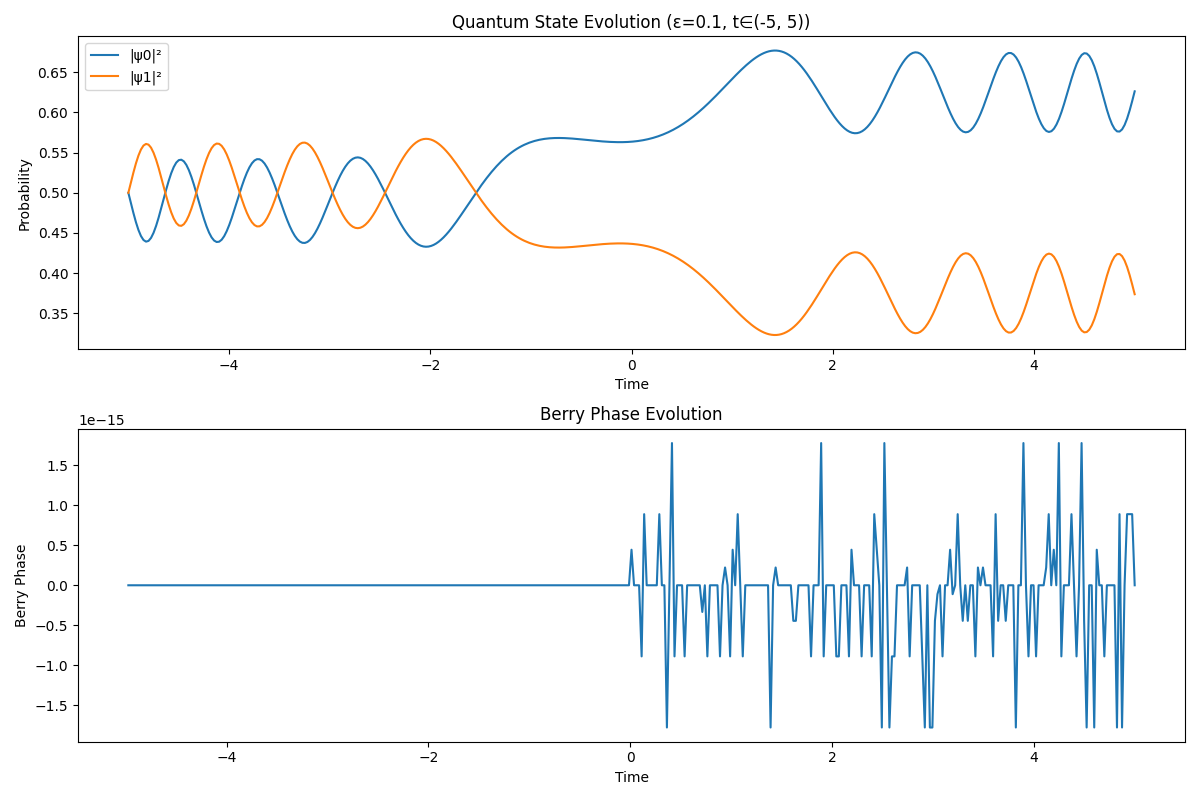 Quantum State Evolution (ε=0.1, t∈(-5, 5))
|ψ0|²
|ψ1|²
0.65
0.60
0.55
0.50
0.45
0.40
0.35
Probability
−4
−2
0
2
4
Time
Berry Phase Evolution
1e−15
1.5
1.0
0.5
0.0
−0.5
−1.0
−1.5
Berry Phase
−4
−2
0
2
4
Time